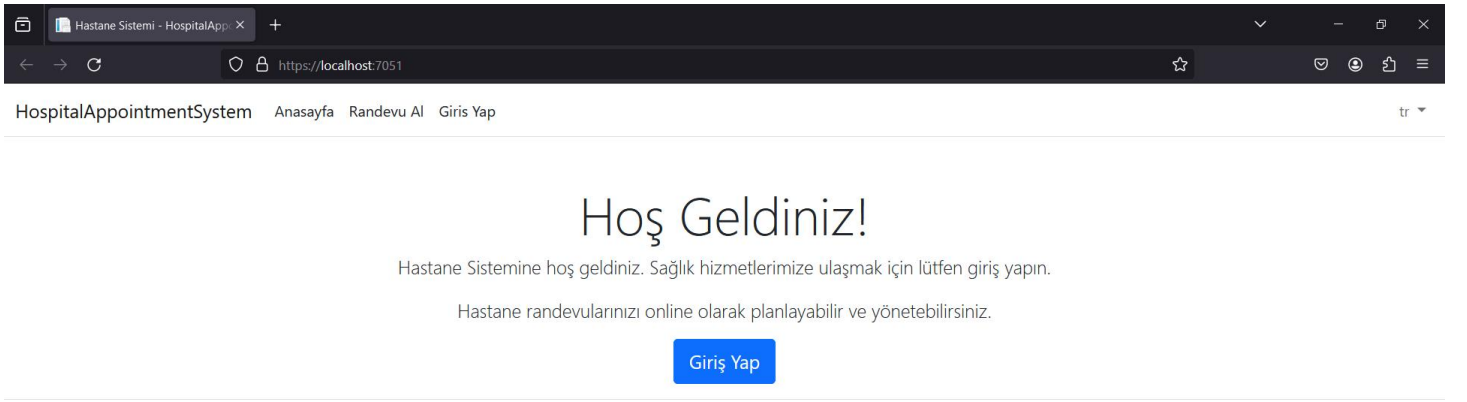 Hastane Sistemi - HospitalAppo
https://localhost:7051
HospitalAppointmentSystem Anasayfa Randevu Al Giris Yap tr
Hoş Geldiniz!
Hastane Sistemine hoş geldiniz. Sağlık hizmetlerimize ulaşmak için lütfen giriş yapın.
Hastane randevularınızı online olarak planlayabilir ve yönetebilirsiniz.
Giriş Yap